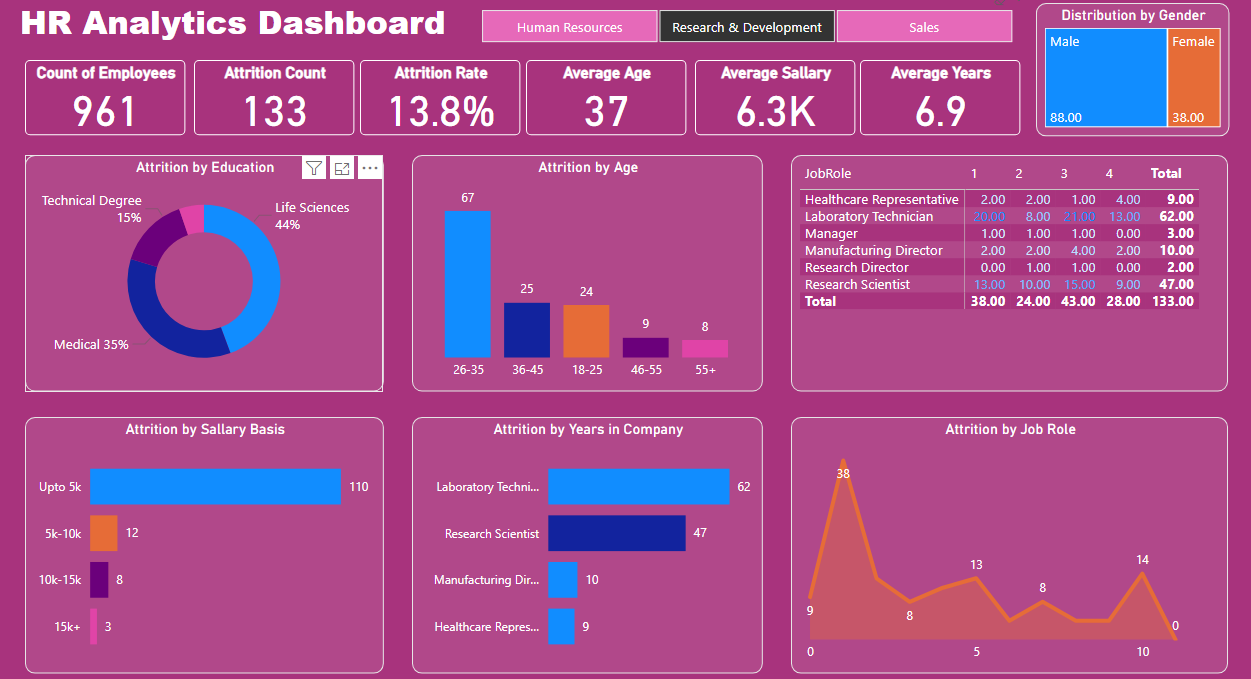 HR Analytics Dashboard
Human Resources
Research & Development
Sales
Distribution by Gender
Male
Female
88.00
38.00
Count of Employees
961
Attrition Count
133
Attrition Rate
13.8%
Average Age
37
Average Sallary
6.3K
Average Years
6.9
Attrition by Education
Technical Degree
15%
Life Sciences
44%
Medical 35%
Attrition by Age
67
25
24
9
8
26-35 36-45 18-25 46-55 55+
JobRole 1 2 3 4 Total
Healthcare Representative 2.00 2.00 1.00 4.00 9.00
Laboratory Technician 20.00 8.00 21.00 13.00 62.00
Manager 1.00 1.00 1.00 0.00 3.00
Manufacturing Director 2.00 2.00 4.00 2.00 10.00
Research Director 0.00 1.00 1.00 0.00 2.00
Research Scientist 13.00 10.00 15.00 9.00 47.00
Total 38.00 24.00 43.00 28.00 133.00
Attrition by Sallary Basis
Upto 5k 110
5k-10k 12
10k-15k 8
15k+ 3
Attrition by Years in Company
Laboratory Techni... 62
Research Scientist 47
Manufacturing Dir... 10
Healthcare Repres... 9
Attrition by Job Role
38
14
13
8
9
8
0
0 5 10